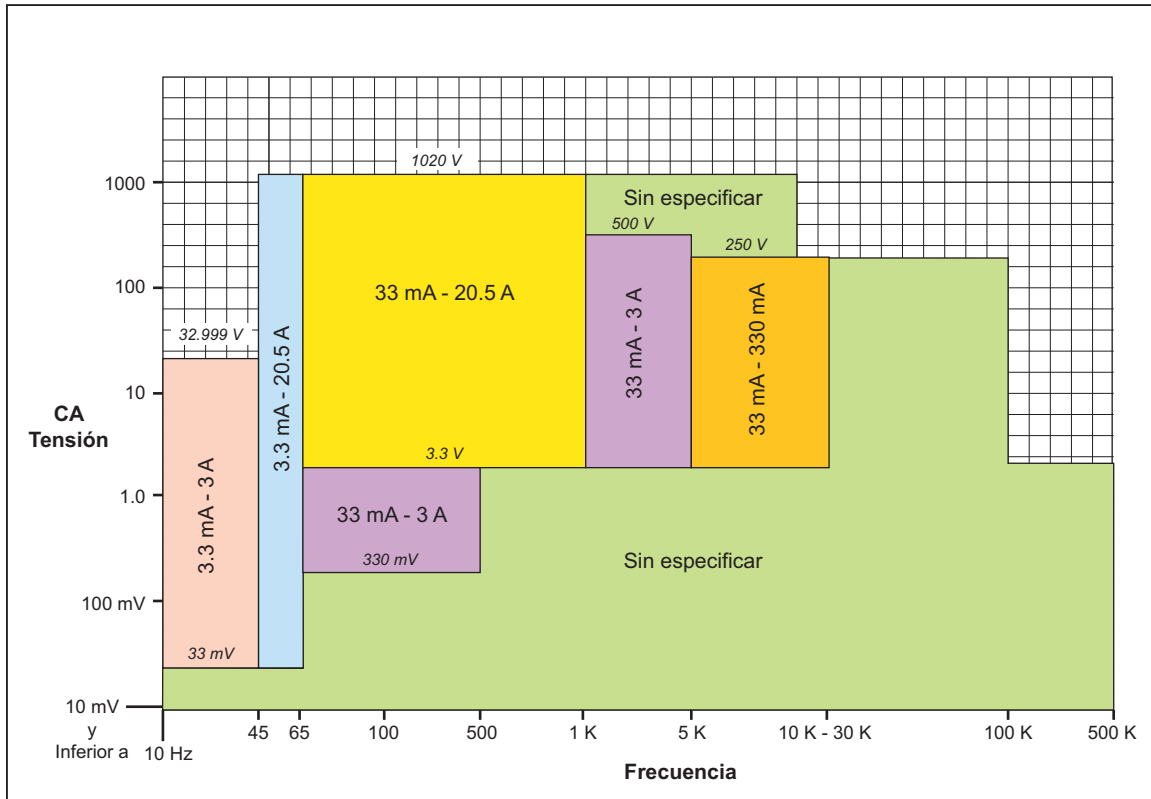 1020 V
1000
Sin especificar
500 V
250 V
100
33 mA - 20.5 A
33 mA - 3 A
33 mA - 330 mA
32.999 V
3.3 mA - 20.5 A
10
CA
Tensión
3.3 V
1.0
3.3 mA - 3 A
33 mA - 3 A
330 mV
Sin especificar
100 mV
33 mV
10 mV
y
Inferior a
10 Hz
45
65
100
500
1 K
5 K
10 K - 30 K
100 K
500 K
Frecuencia